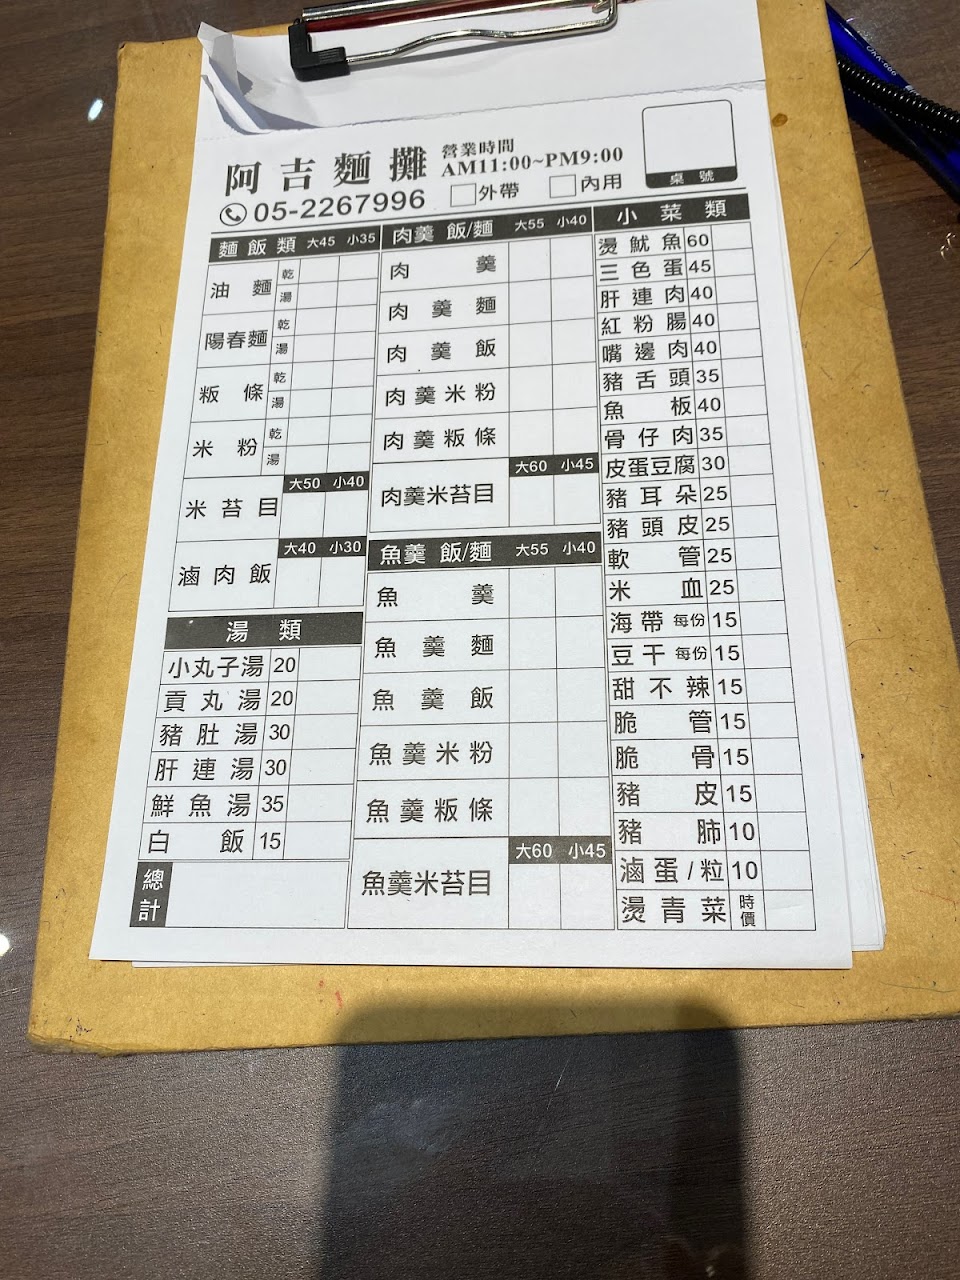 阿吉麵攤
營業時間
AM11:00~PM9:00
05-2267996
外帶
內用
桌號
麵飯類 大45 小35
油麵 乾
湯
陽春麵 乾
湯
粄條 乾
湯
米粉 乾
湯
大50 小40
米苔目
大40 小30
滷肉飯
湯類
小丸子湯 20
貢丸湯 20
豬肚湯 30
肝連湯 30
鮮魚湯 35
白飯 15
總計
肉羹 飯/麵 大55 小40
肉羹
肉羹麵
肉羹飯
肉羹米粉
肉羹粄條
大60 小45
肉羹米苔目
魚羹 飯/麵 大55 小40
魚羹
魚羹麵
魚羹飯
魚羹米粉
魚羹粄條
大60 小45
魚羹米苔目
小菜類
燙魷魚 60
三色蛋 45
肝連肉 40
紅粉腸 40
嘴邊肉 40
豬舌頭 35
魚板 40
骨仔肉 35
皮蛋豆腐 30
豬耳朵 25
豬頭皮 25
軟管 25
米血 25
海帶 每份 15
豆干 每份 15
甜不辣 15
脆管 15
脆骨 15
豬皮 15
豬肺 10
滷蛋/粒 10
燙青菜 時價